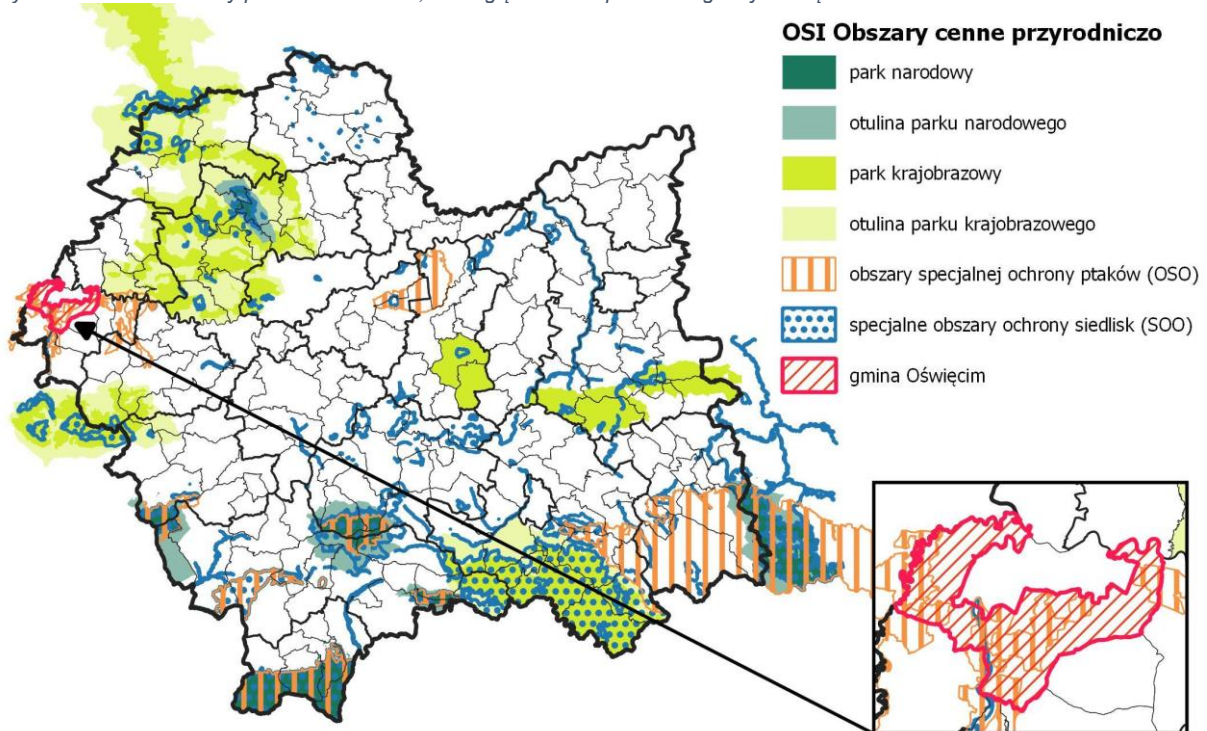 OSI Obszary cenne przyrodniczo
park narodowy
otulina parku narodowego
park krajobrazowy
otulina parku krajobrazowego
obszary specjalnej ochrony ptaków (OSO)
specjalne obszary ochrony siedlisk (SOO)
gmina Oświęcim